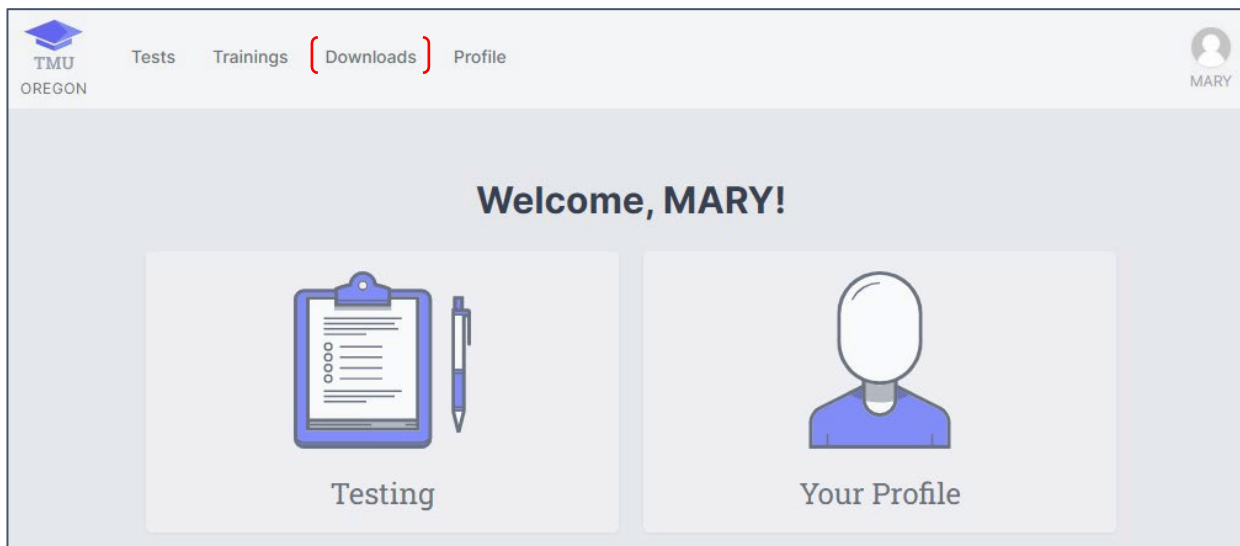 TMU
OREGON
Tests Trainings Downloads Profile
MARY
Welcome, MARY!
Testing
Your Profile